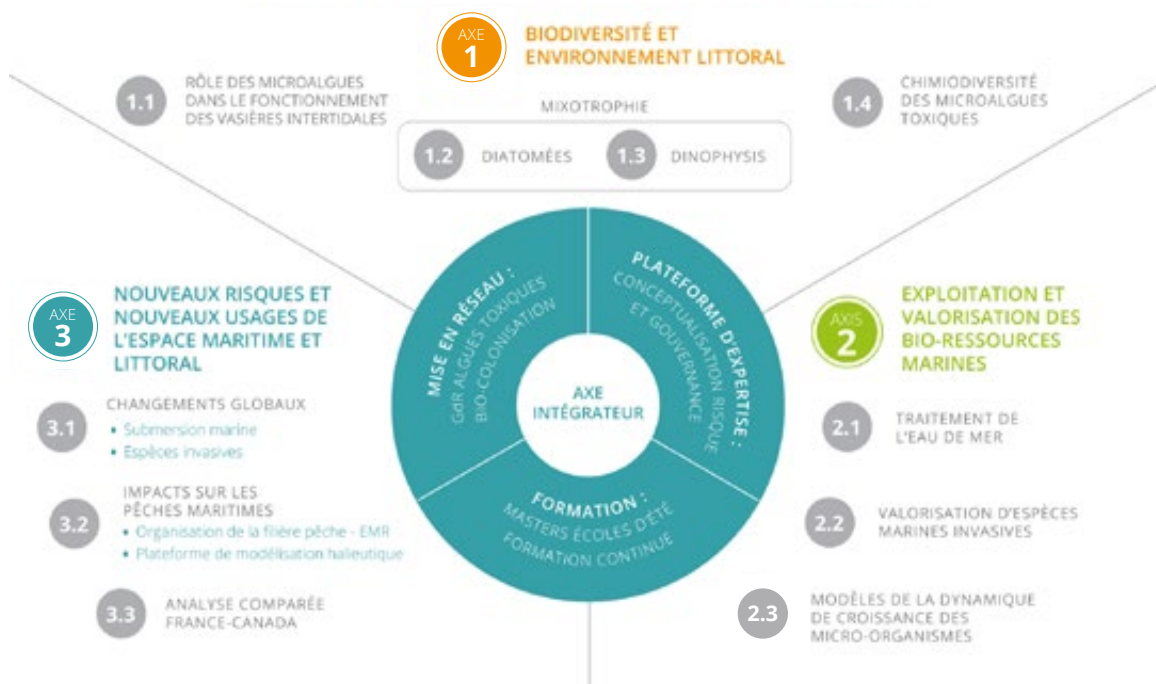 AXE
1
BIODIVERSITÉ ET
ENVIRONNEMENT LITTORAL
1.1
RÔLE DES MICROALGUES
DANS LE FONCTIONNEMENT
DES VASIÈRES INTERTIDALES
MIXOTROPHIE
1.2
DIATOMÉES
1.3
DINOPHYSIS
1.4
CHIMIODIVERSITÉ
DES MICROALGUES
TOXIQUES
MISE EN RÉSEAU :
GdR ALGUES TOXIQUES
BIO-COLONISATION
PLATEFORME D'EXPERTISE :
CONCEPTUALISATION RISQUE
ET GOUVERNANCE
AXE
INTÉGRATEUR
FORMATION :
MASTERS ÉCOLES D'ÉTÉ
FORMATION CONTINUE
AXIS
2
EXPLOITATION ET
VALORISATION DES
BIO-RESSOURCES
MARINES
2.1
TRAITEMENT DE
L'EAU DE MER
2.2
VALORISATION D'ESPÈCES
MARINES INVASIVES
2.3
MODÈLES DE LA DYNAMIQUE
DE CROISSANCE DES
MICRO-ORGANISMES
AXE
3
NOUVEAUX RISQUES ET
NOUVEAUX USAGES DE
L'ESPACE MARITIME ET
LITTORAL
3.1
CHANGEMENTS GLOBAUX
• Submersion marine
• Espèces invasives
3.2
IMPACTS SUR LES
PÊCHES MARITIMES
• Organisation de la filière pêche - EMR
• Plateforme de modélisation halieutique
3.3
ANALYSE COMPARÉE
FRANCE-CANADA